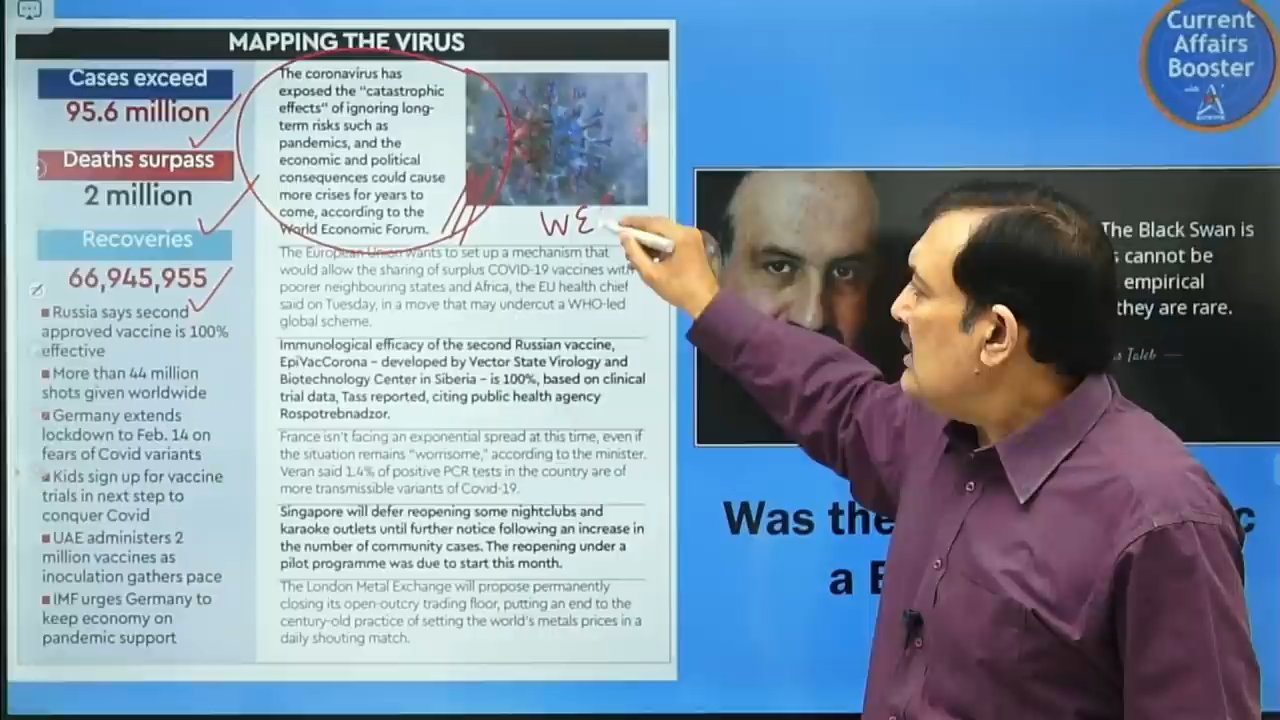 MAPPING THE VIRUS
Cases exceed
95.6 million
Deaths surpass
2 million
Recoveries
66,945,955
■ Russia says second
approved vaccine is 100%
effective
■ More than 44 million
shots given worldwide
■ Germany extends
lockdown to Feb. 14 on
fears of Covid variants
■ Kids sign up for vaccine
trials in next step to
conquer Covid
■ UAE administers 2
million vaccines as
inoculation gathers pace
■ IMF urges Germany to
keep economy on
pandemic support
The coronavirus has
exposed the “catastrophic
effects” of ignoring long-
term risks such as
pandemics, and the
economic and political
consequences could cause
more crises for years to
come, according to the
World Economic Forum.
WE
The European Union wants to set up a mechanism that
would allow the sharing of surplus COVID-19 vaccines with
poorer neighbouring states and Africa, the EU health chief
said on Tuesday, in a move that may undercut a WHO-led
global scheme.
Immunological efficacy of the second Russian vaccine,
EpiVacCorona – developed by Vector State Virology and
Biotechnology Center in Siberia – is 100%, based on clinical
trial data, Tass reported, citing public health agency
Rospotrebnadzor.
France isn't facing an exponential spread at this time, even if
the situation remains “worrisome,” according to the minister.
Veran said 1.4% of positive PCR tests in the country are of
more transmissible variants of Covid-19.
Singapore will defer reopening some nightclubs and
karaoke outlets until further notice following an increase in
the number of community cases. The reopening under a
pilot programme was due to start this month.
The London Metal Exchange will propose permanently
closing its open-outcry trading floor, putting an end to the
century-old practice of setting the world's metals prices in a
daily shouting match.
Current
Affairs
Booster
with
The Black Swan is
cannot be
empirical
they are rare.
Taleb —
Was the